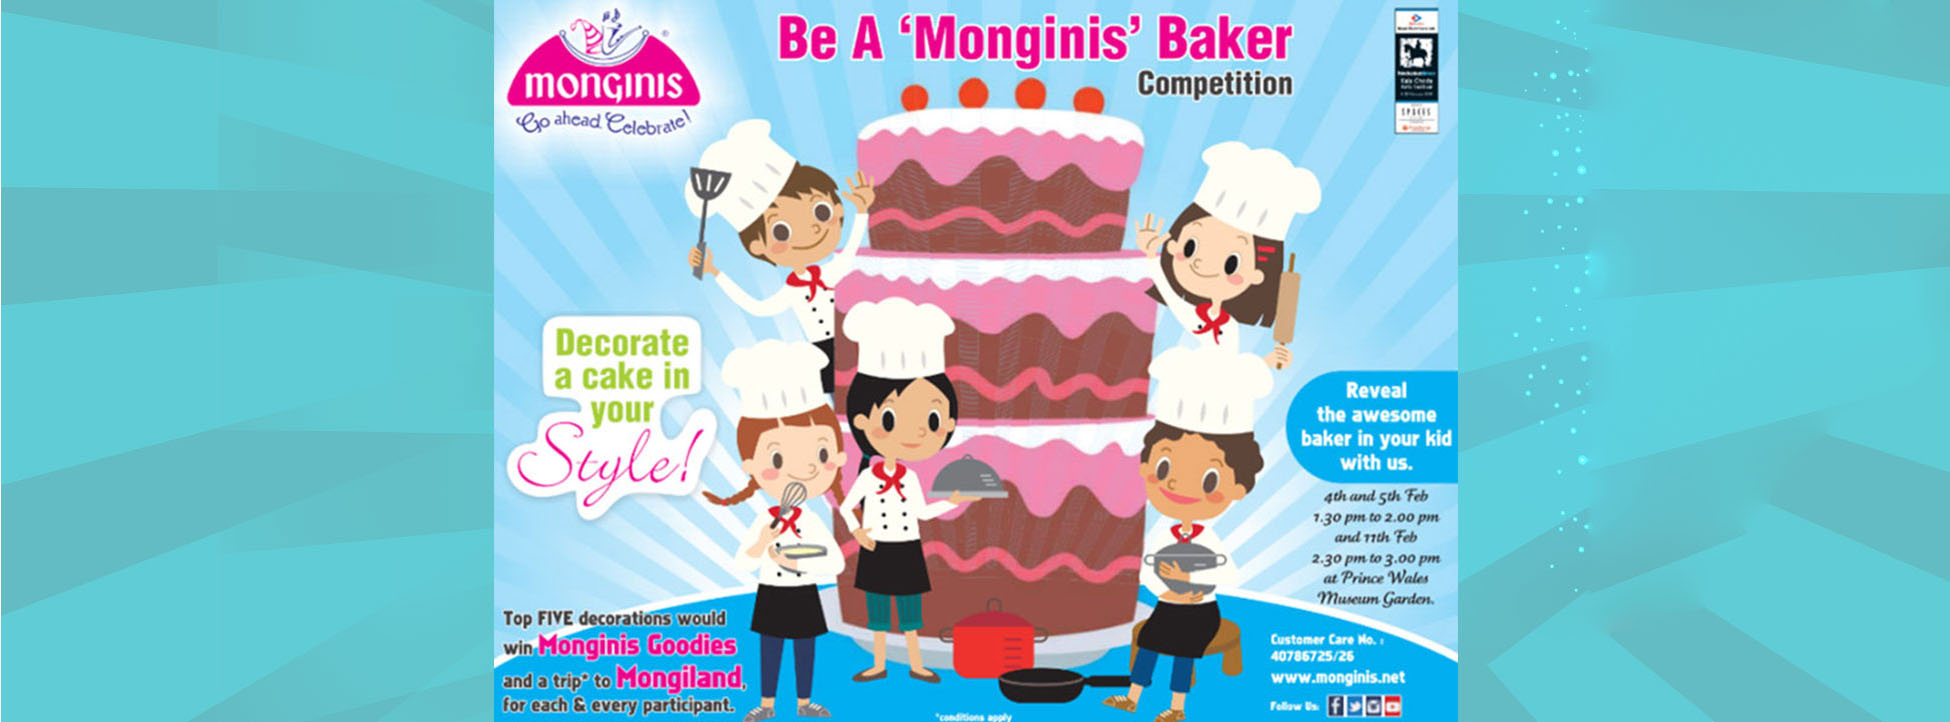 MONGINIS
Go ahead Celebrate!
Be A ‘Monginis’ Baker
Competition
Kala Ghoda
SPACES
Decorate
a cake in
your
Style!
Reveal
the awesome
baker in your kid
with us.
4th and 5th Feb
1.30 pm to 2.00 pm
and 11th Feb
2.30 pm to 3.00 pm
at Prince Wales
Museum Garden.
Top FIVE decorations would
win Monginis Goodies
and a trip* to Mongiland,
for each & every participant.
Customer Care No. :
40786725/26
www.monginis.net
Follow Us:
*conditions apply